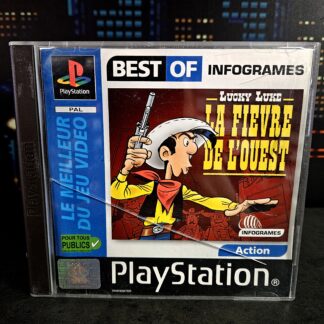 BEST OF INFOGRAMES
PlayStation
PAL
LUCKY LUKE
LA FIEVRE
DE L'OUEST
LE MEILLEUR
DU JEU VIDEO
POUR TOUS
PUBLICS
INFOGRAMES
Action
PlayStation®
PlayStation